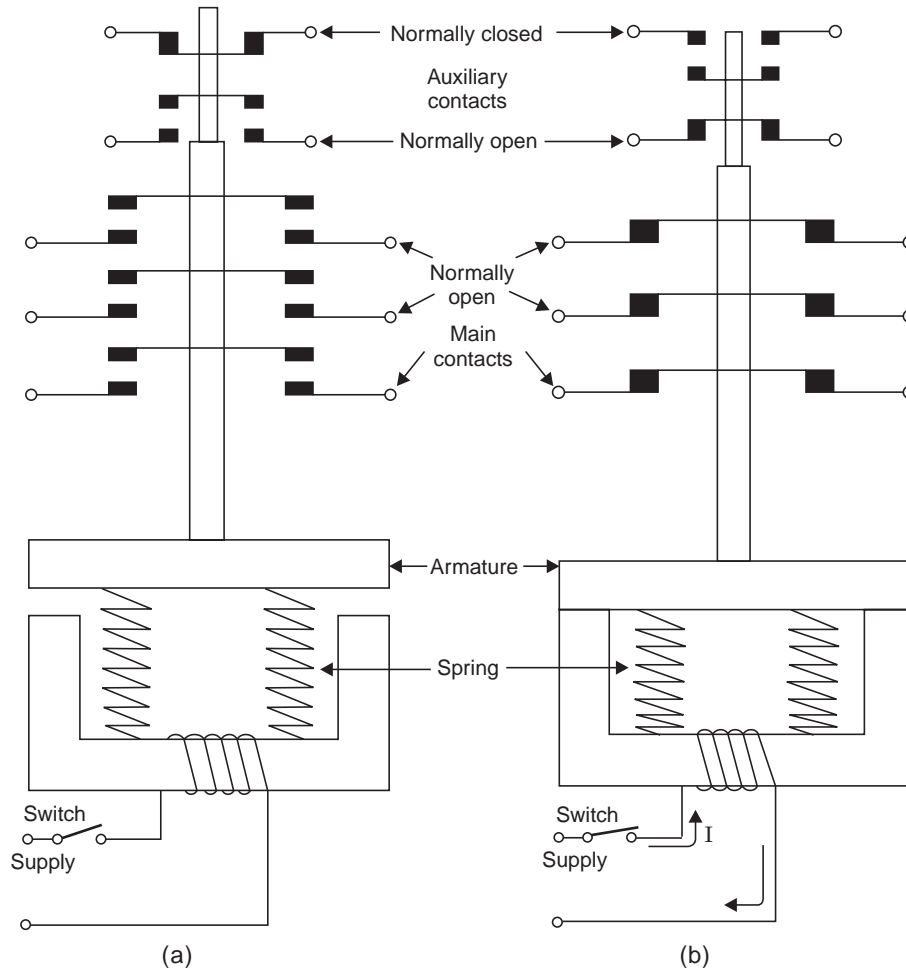 Normally closed
Auxiliary
contacts
Normally open
Normally
open
Main
contacts
Armature
Spring
Switch
Supply
Switch
I
Supply
(a)
(b)